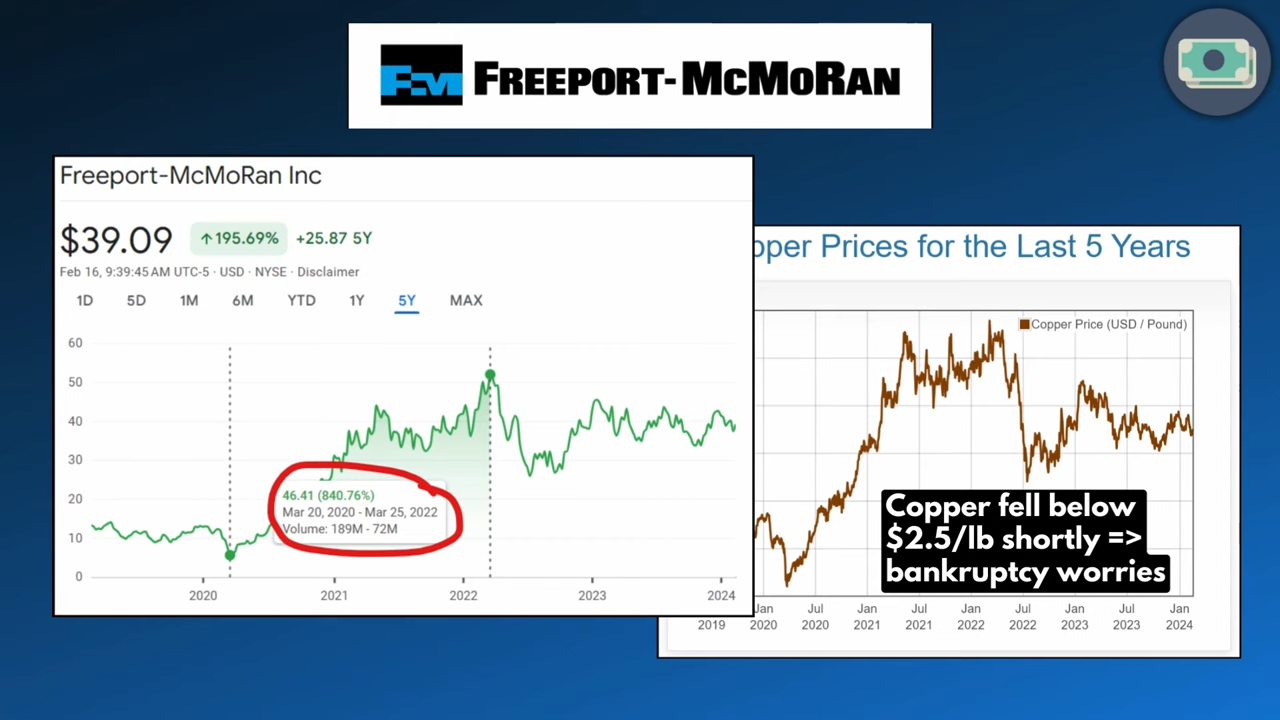 FCM FREEPORT-MCMORAN
Freeport-McMoRan Inc
$39.09 ↑195.69% +25.87 5Y
Feb 16, 9:39:45 AM UTC-5 · USD · NYSE · Disclaimer
1D 5D 1M 6M YTD 1Y 5Y MAX
60
50
40
30
20
10
0
46.41 (840.76%)
Mar 20, 2020 - Mar 25, 2022
Volume: 189M - 72M
2020 2021 2022 2023 2024
pper Prices for the Last 5 Years
Copper Price (USD / Pound)
Copper fell below
$2.5/lb shortly =>
bankruptcy worries
Jan Jul Jan Jul Jan Jul Jan Jul Jan
2019 2020 2020 2021 2021 2022 2022 2023 2023 2024